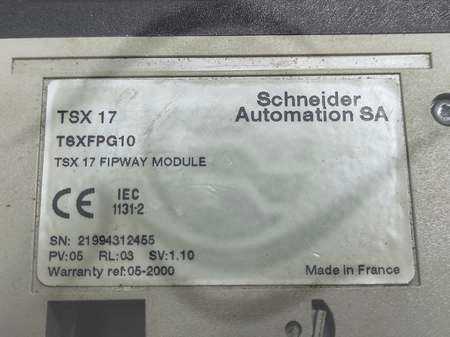 TSX 17
Schneider
Automation SA
TSXFPG10
TSX 17 FIPWAY MODULE
CE IEC
1131-2
SN: 21994312455
PV:05 RL:03 SV:1.10
Warranty ref:05-2000
Made in France